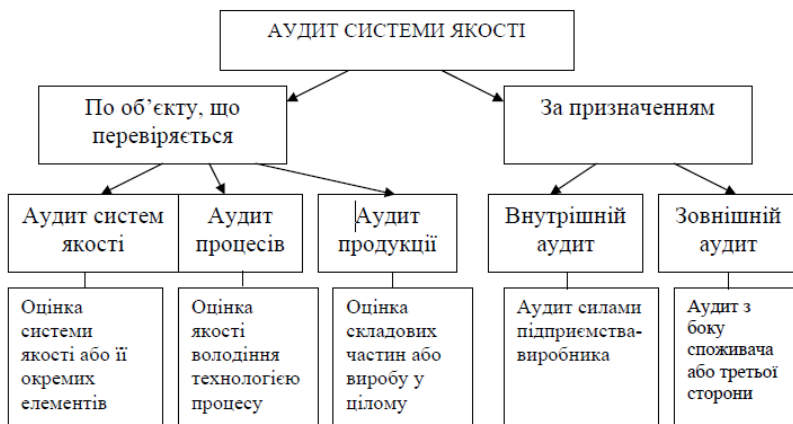 АУДИТ СИСТЕМИ ЯКОСТІ
По об’єкту, що
перевіряється
За призначенням
Аудит систем
якості
Аудит
процесів
Аудит
продукції
Внутрішній
аудит
Зовнішній
аудит
Оцінка
системи
якості або її
окремих
елементів
Оцінка
якості
володіння
технологією
процесу
Оцінка
складових
частин або
виробу у
цілому
Аудит силами
підприємства-
виробника
Аудит з
боку
споживача
або третьої
сторони